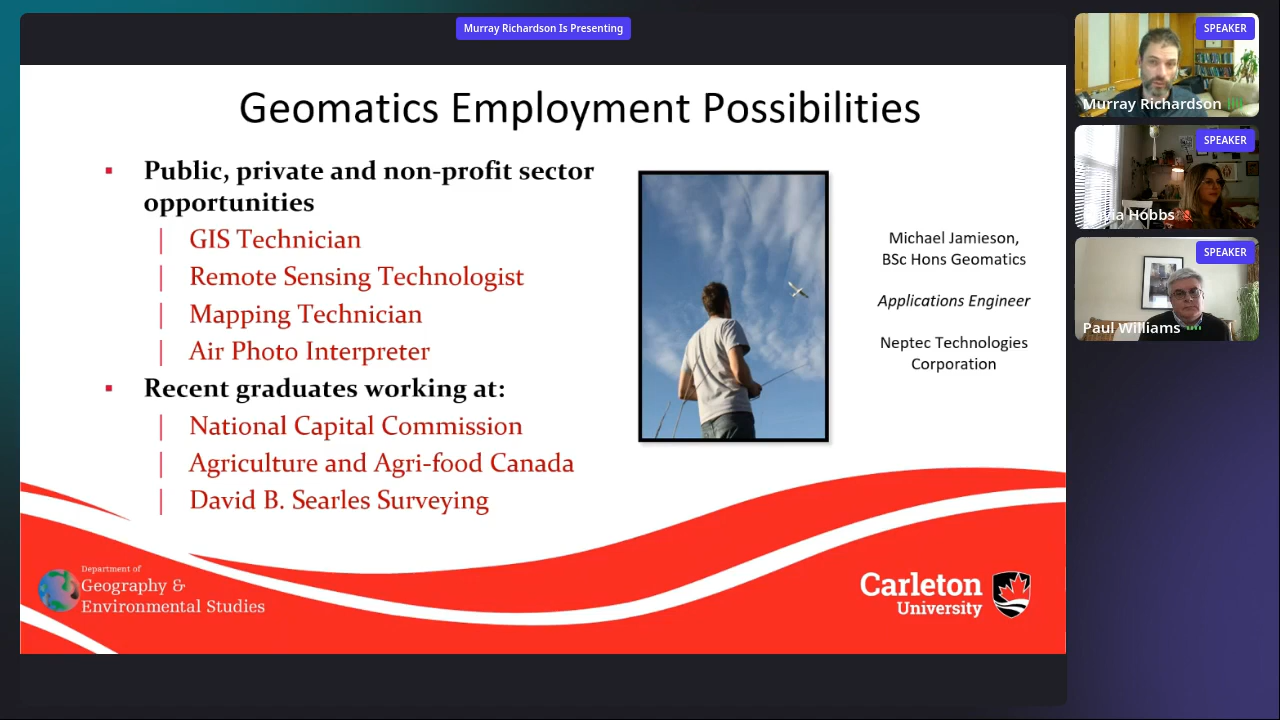 Murray Richardson Is Presenting
Geomatics Employment Possibilities
▪ Public, private and non-profit sector
opportunities
| GIS Technician
| Remote Sensing Technologist
| Mapping Technician
| Air Photo Interpreter
▪ Recent graduates working at:
| National Capital Commission
| Agriculture and Agri-food Canada
| David B. Searles Surveying
Michael Jamieson,
BSc Hons Geomatics
Applications Engineer
Neptec Technologies
Corporation
Department of
Geography &
Environmental Studies
Carleton
University
SPEAKER
Murray Richardson
SPEAKER
Hobbs
SPEAKER
Paul Williams